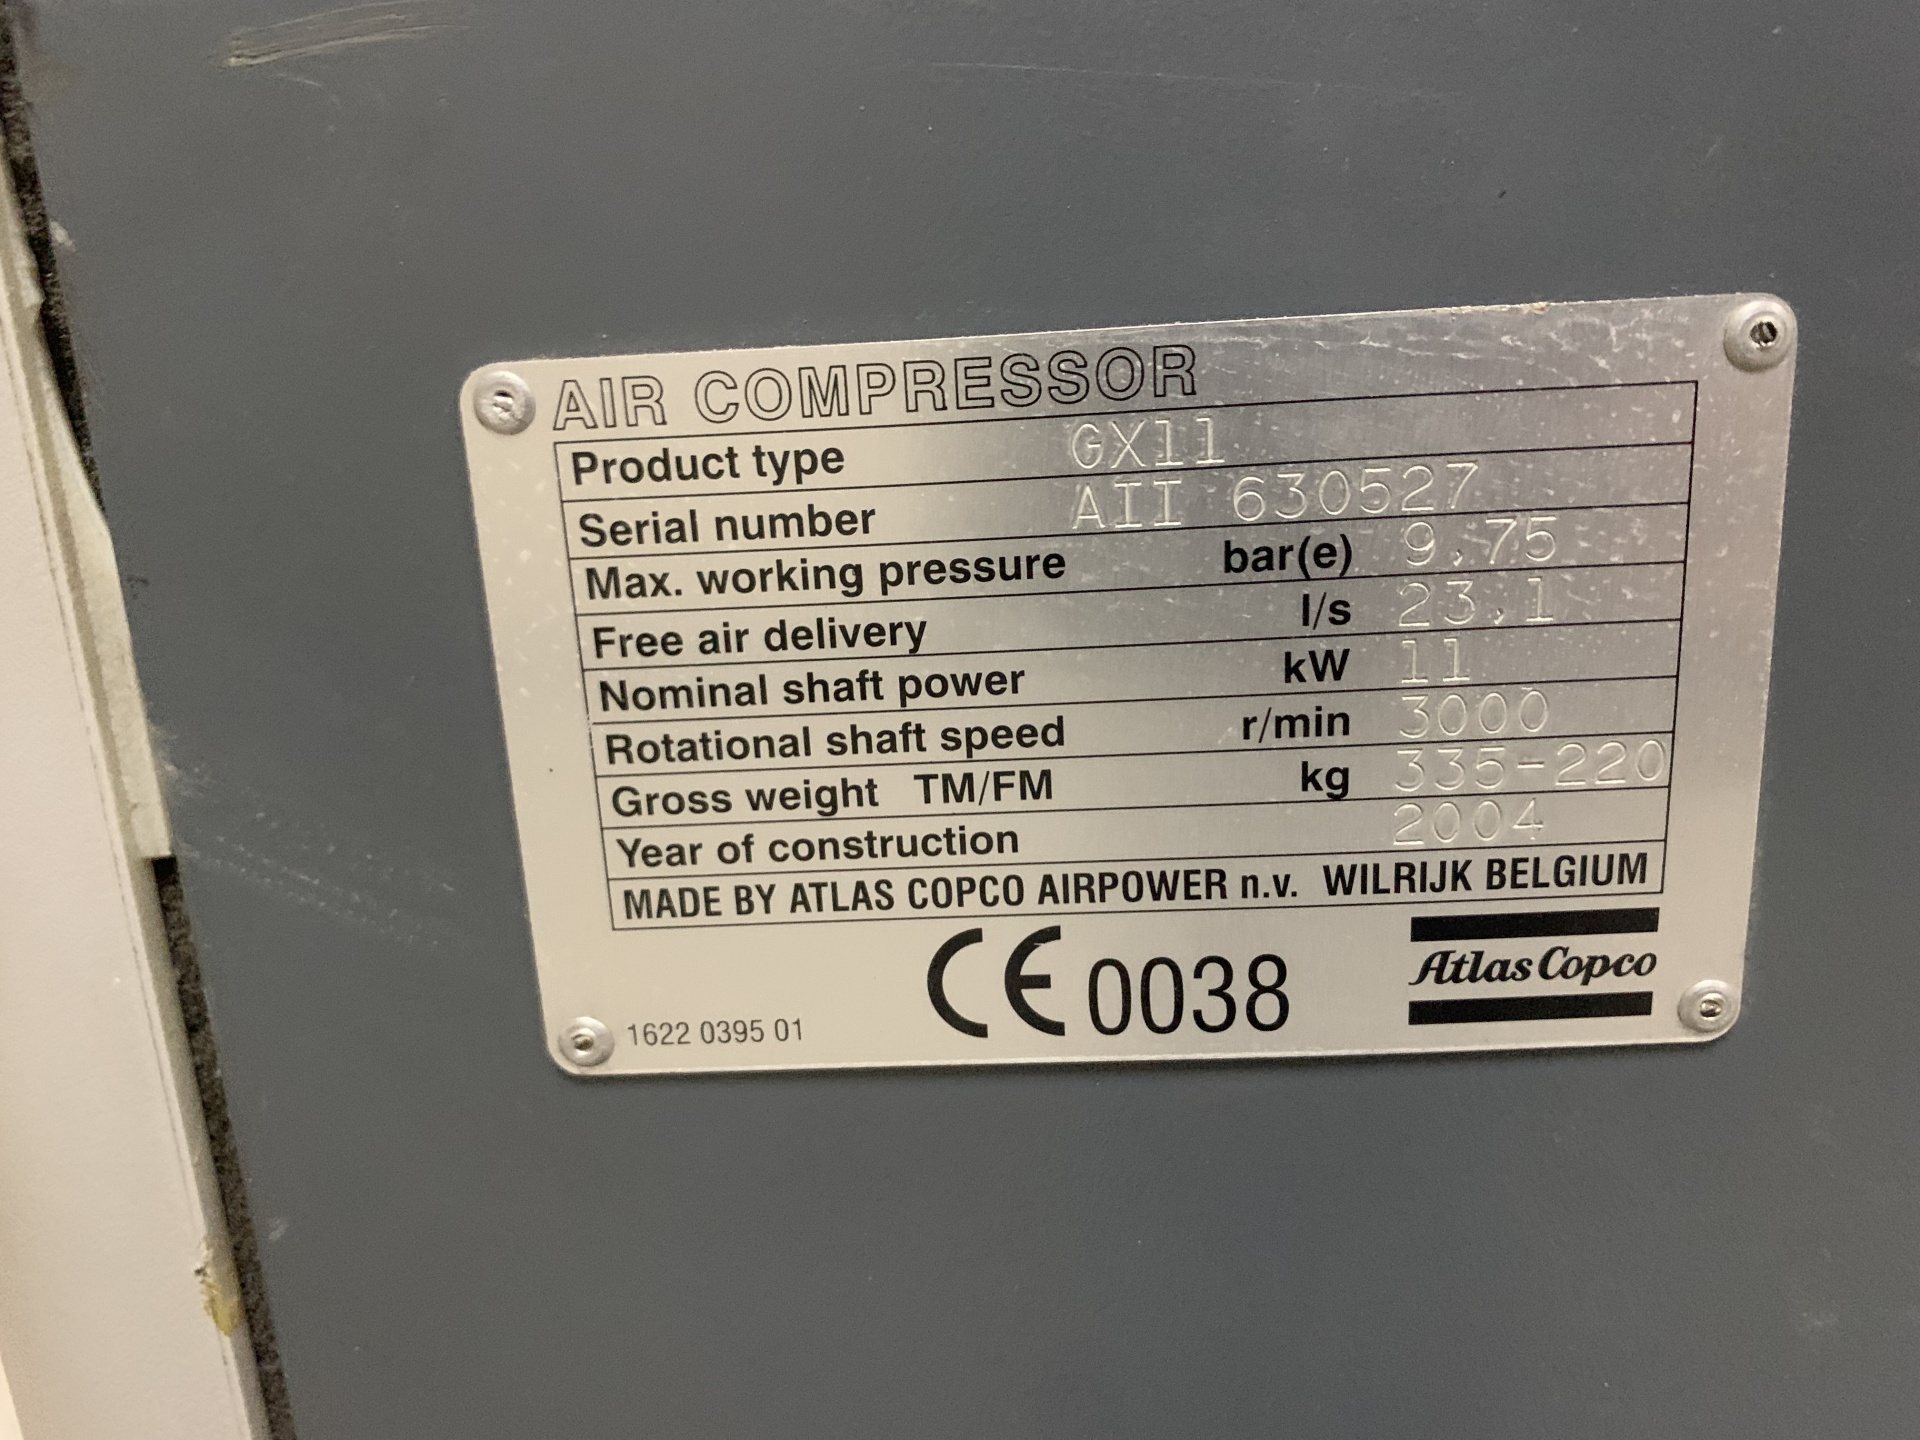 AIR COMPRESSOR
Product type GX11
Serial number AII 630527
Max. working pressure bar(e) 9.75
Free air delivery l/s 23.1
Nominal shaft power kW 11
Rotational shaft speed r/min 3000
Gross weight TM/FM kg 335-220
Year of construction 2004
MADE BY ATLAS COPCO AIRPOWER n.v. WILRIJK BELGIUM
CE 0038
Atlas Copco
1622 0395 01